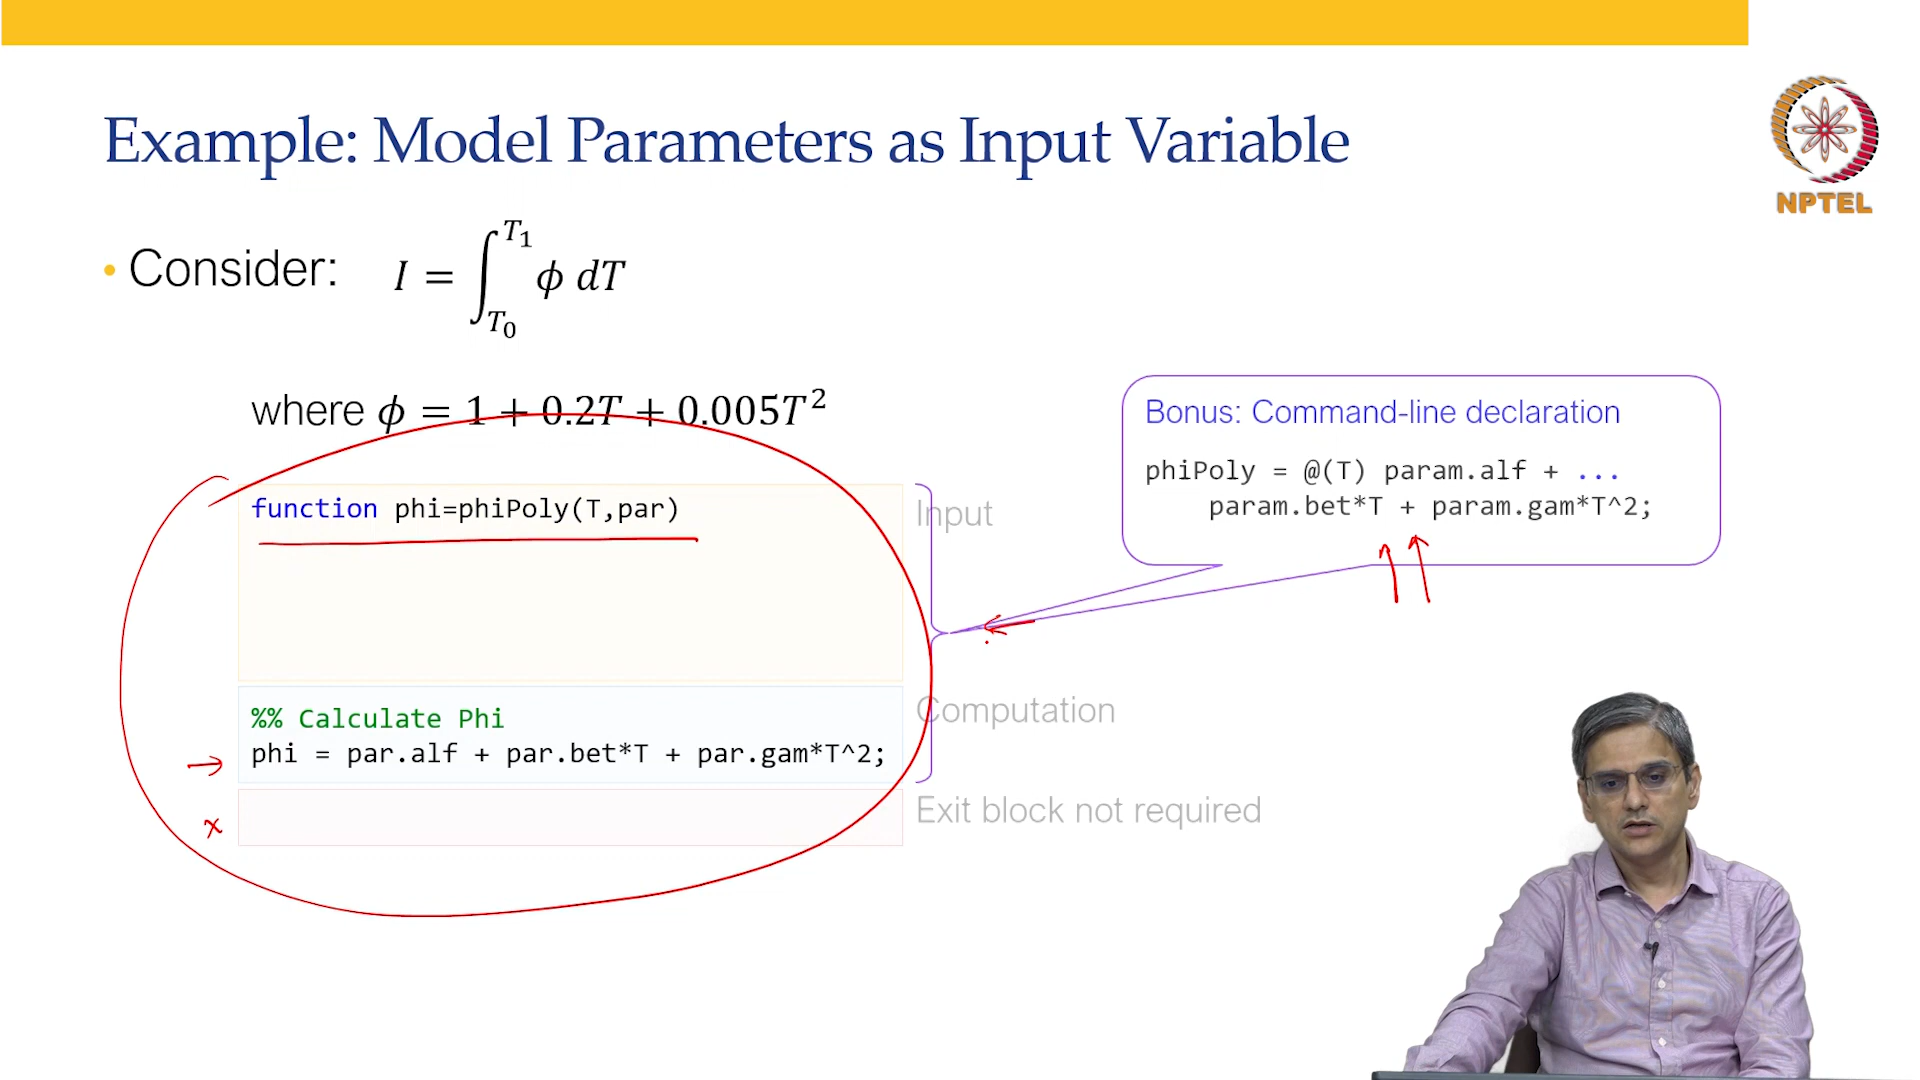 Example: Model Parameters as Input Variable
NPTEL
• Consider: I = ∫_{T₀}^{T₁} ϕ dT
where ϕ = 1 + 0.2T + 0.005T²
Bonus: Command-line declaration
phiPoly = @(T) param.alf + ...
param.bet*T + param.gam*T^2;
function phi=phiPoly(T,par)
Input
%% Calculate Phi
phi = par.alf + par.bet*T + par.gam*T^2;
Computation
x
Exit block not required